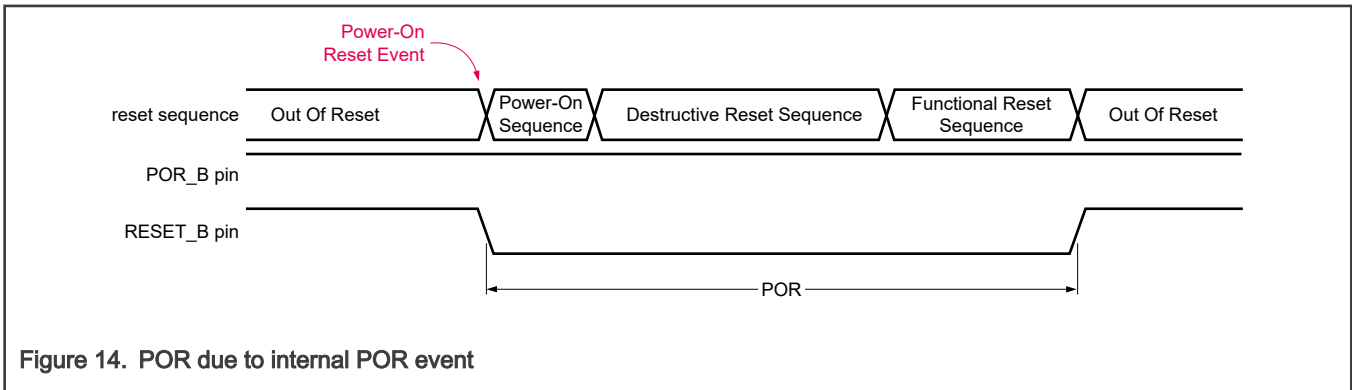 Power-On
Reset Event
reset sequence
Out Of Reset
Power-On
Sequence
Destructive Reset Sequence
Functional Reset
Sequence
Out Of Reset
POR_B pin
RESET_B pin
POR
Figure 14. POR due to internal POR event